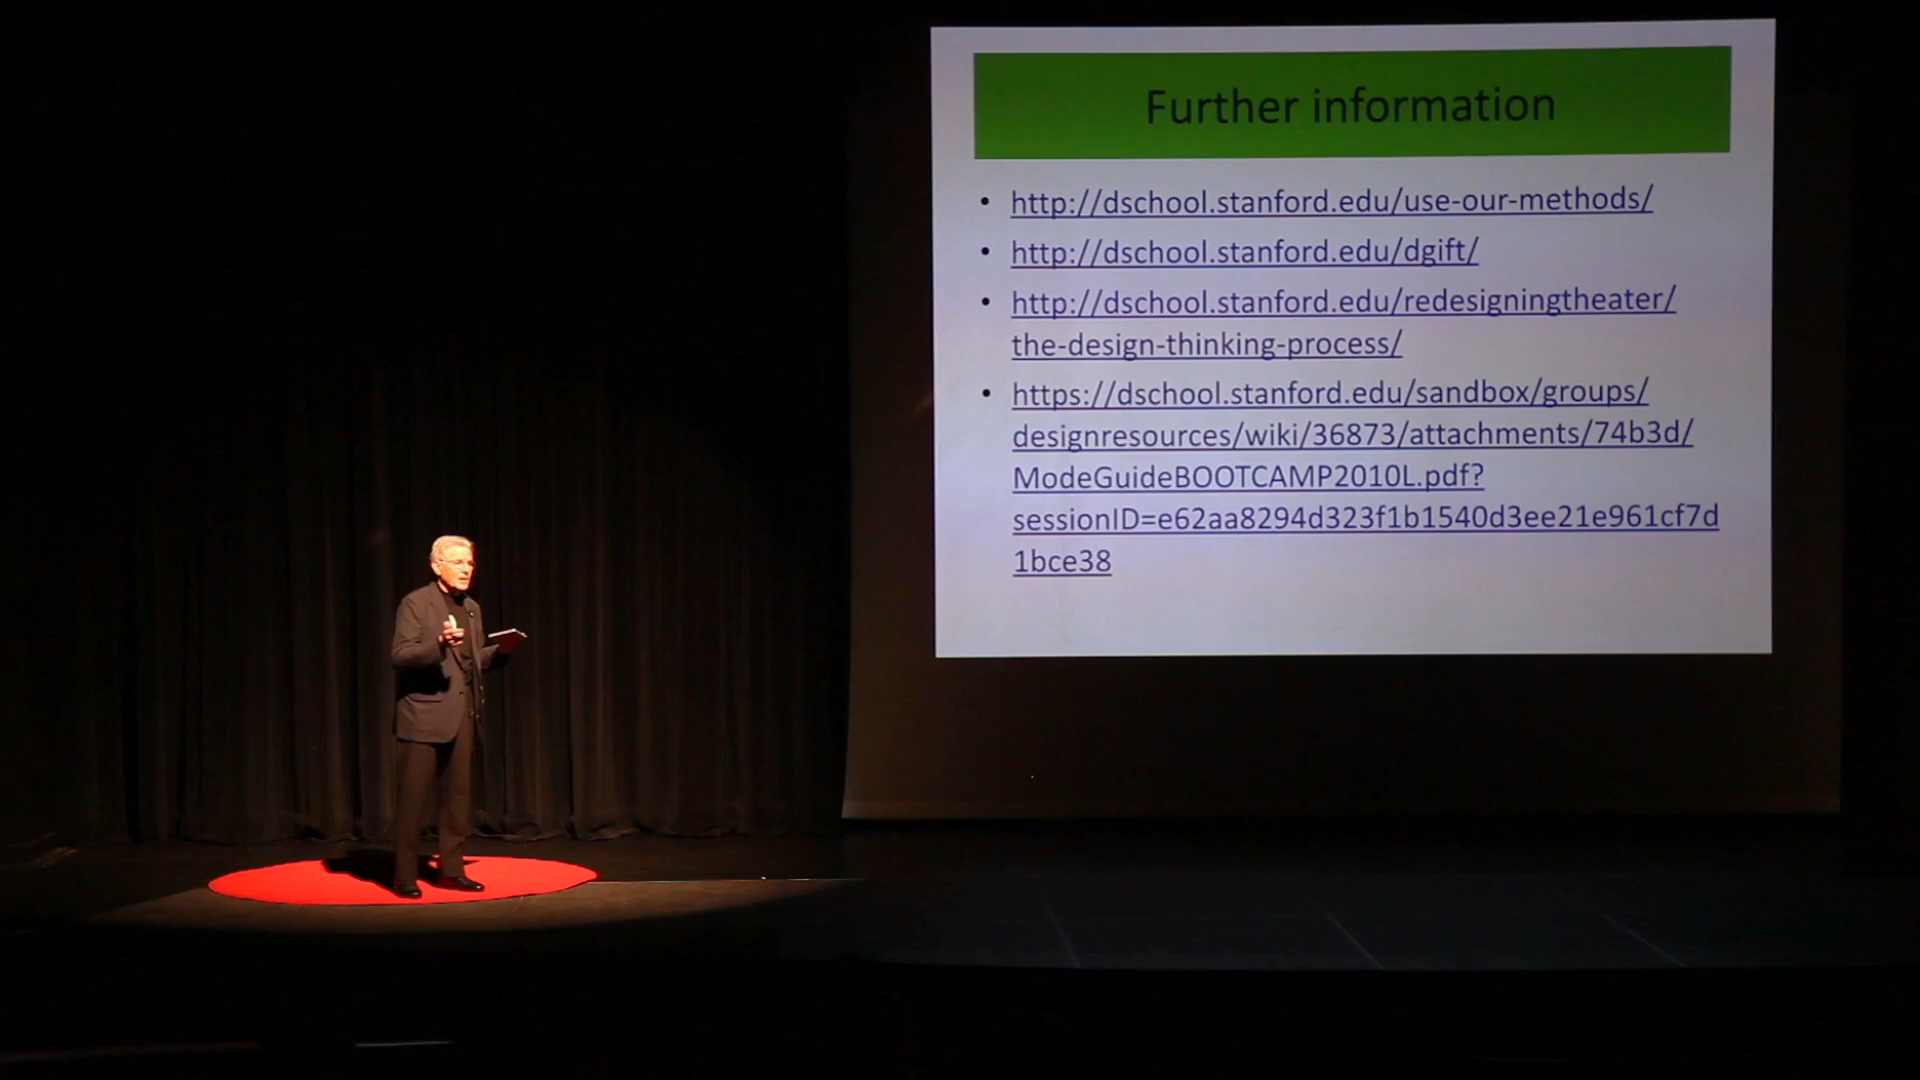 Further information
• http://dschool.stanford.edu/use-our-methods/
• http://dschool.stanford.edu/dgift/
• http://dschool.stanford.edu/redesigningtheater/
the-design-thinking-process/
• https://dschool.stanford.edu/sandbox/groups/
designresources/wiki/36873/attachments/74b3d/
ModeGuideBOOTCAMP2010L.pdf?
sessionID=e62aa8294d323f1b1540d3ee21e961cf7d
1bce38